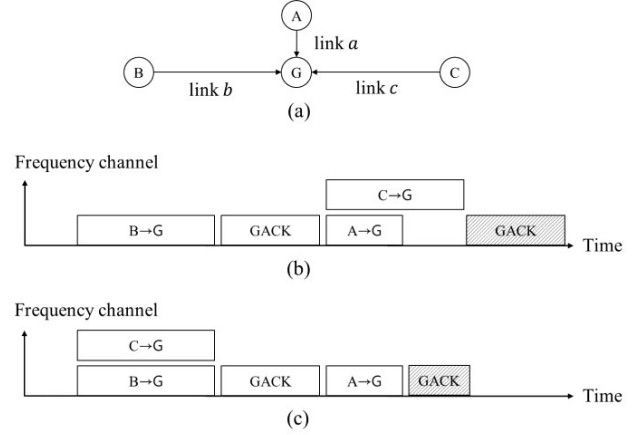 A
link a
B
G
C
link b
link c
(a)
Frequency channel
C→G
B→G
GACK
A→G
GACK
Time
(b)
Frequency channel
C→G
B→G
GACK
A→G
GACK
Time
(c)